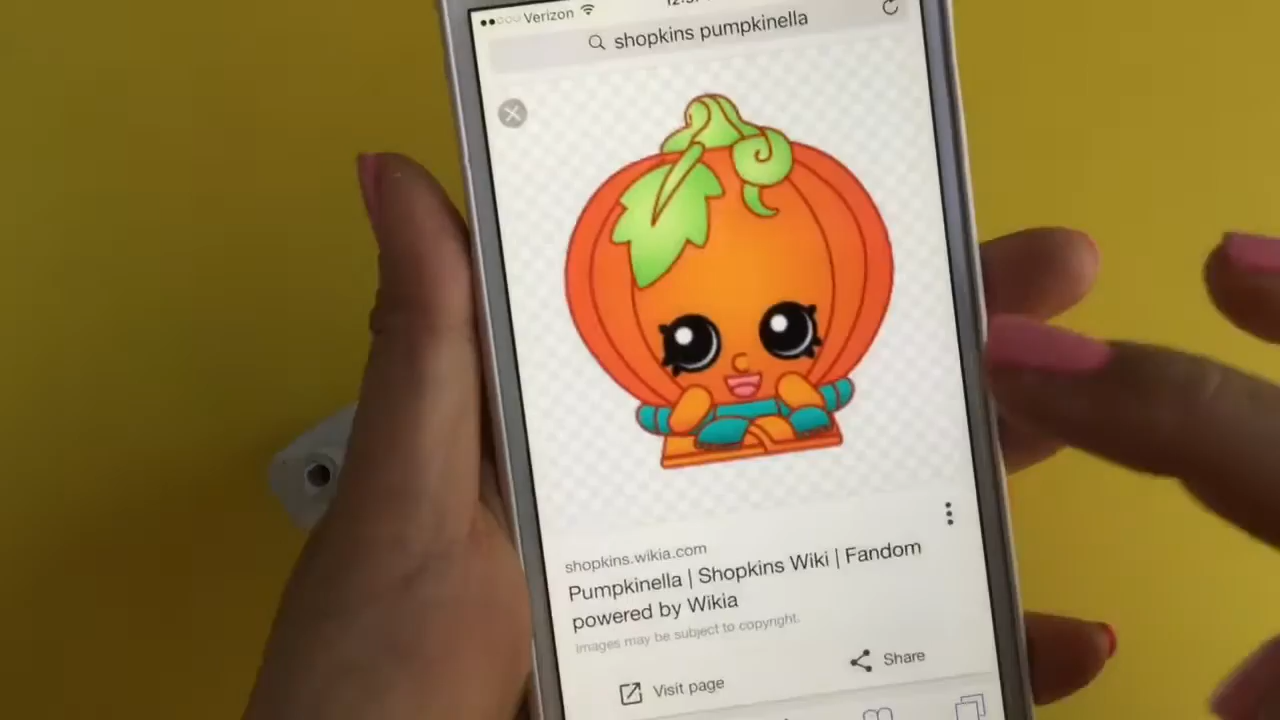 Verizon
shopkins pumpkinella
shopkins.wikia.com
Pumpkinella | Shopkins Wiki | Fandom
powered by Wikia
Images may be subject to copyright.
Share
Visit page